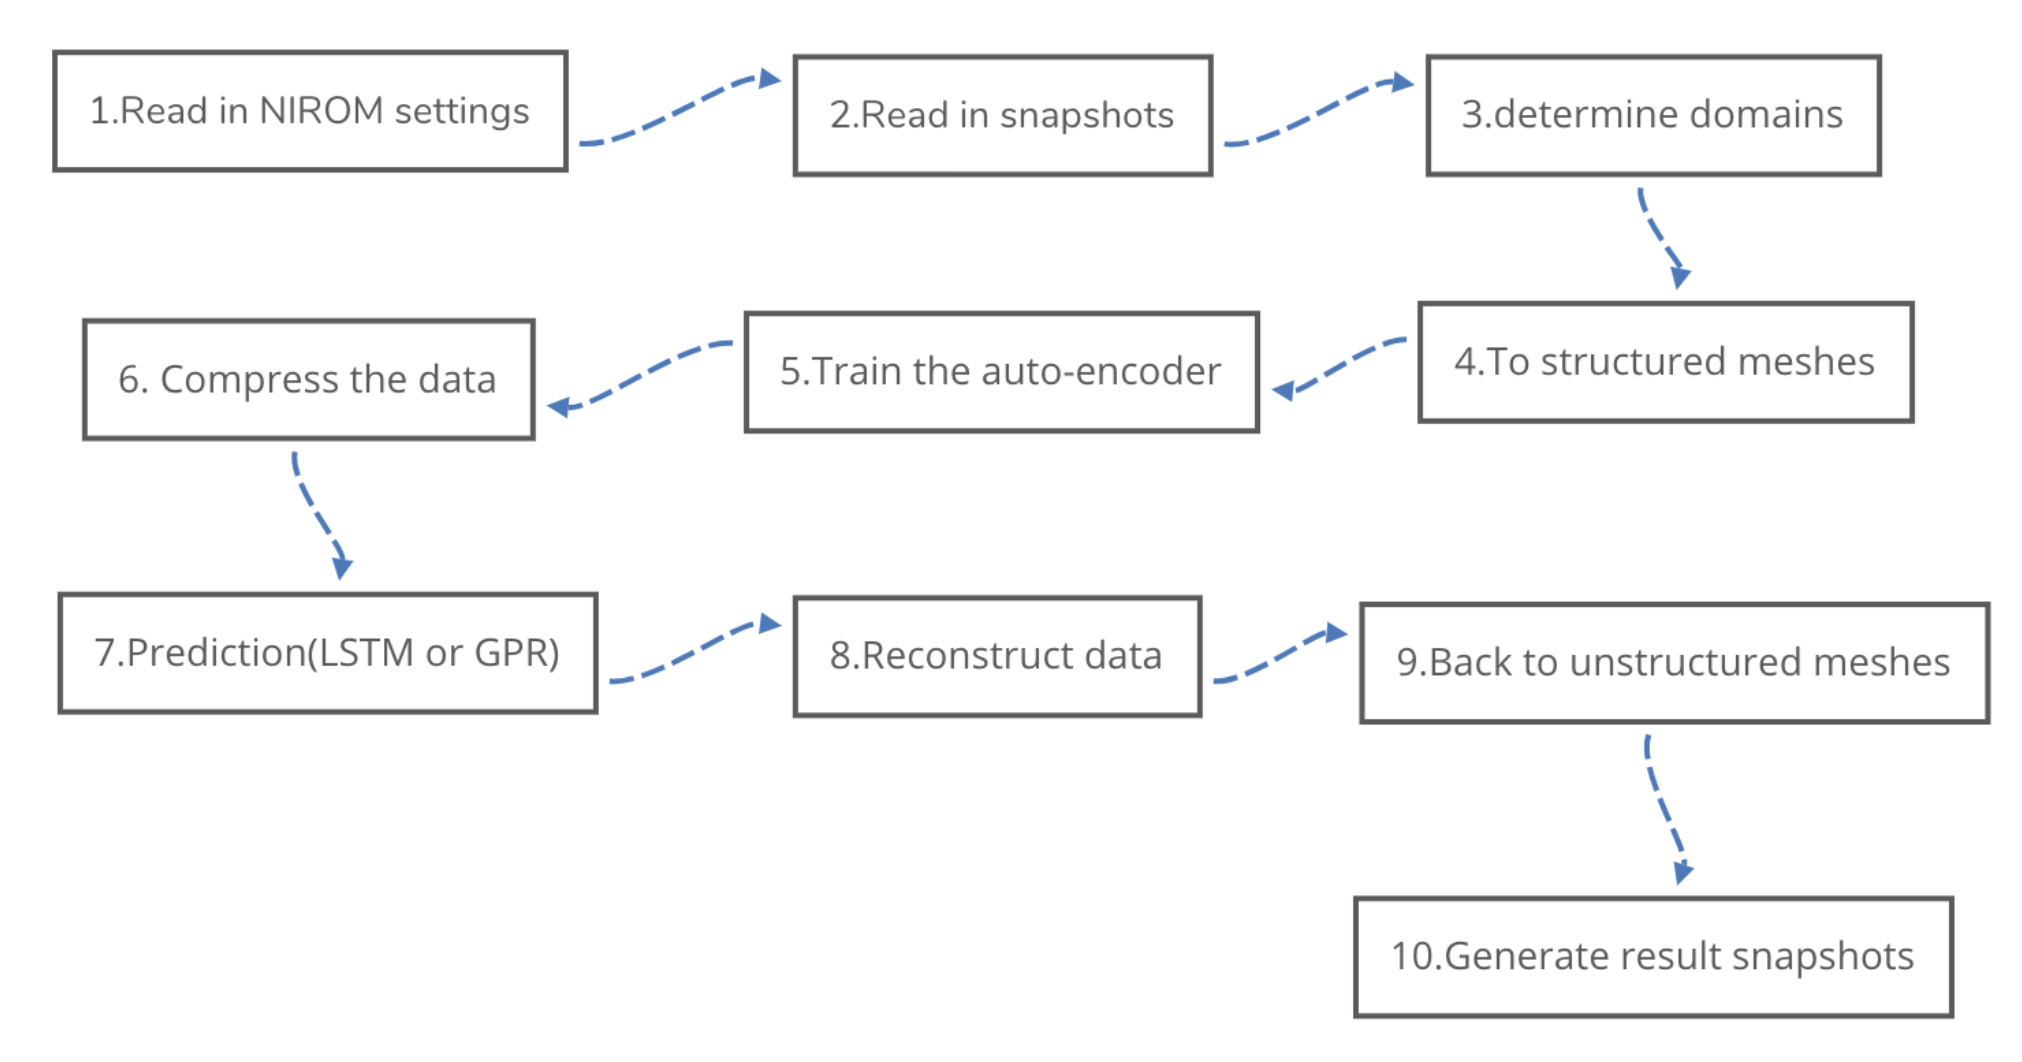 1.Read in NIROM settings
2.Read in snapshots
3.determine domains
4.To structured meshes
5.Train the auto-encoder
6. Compress the data
7.Prediction(LSTM or GPR)
8.Reconstruct data
9.Back to unstructured meshes
10.Generate result snapshots